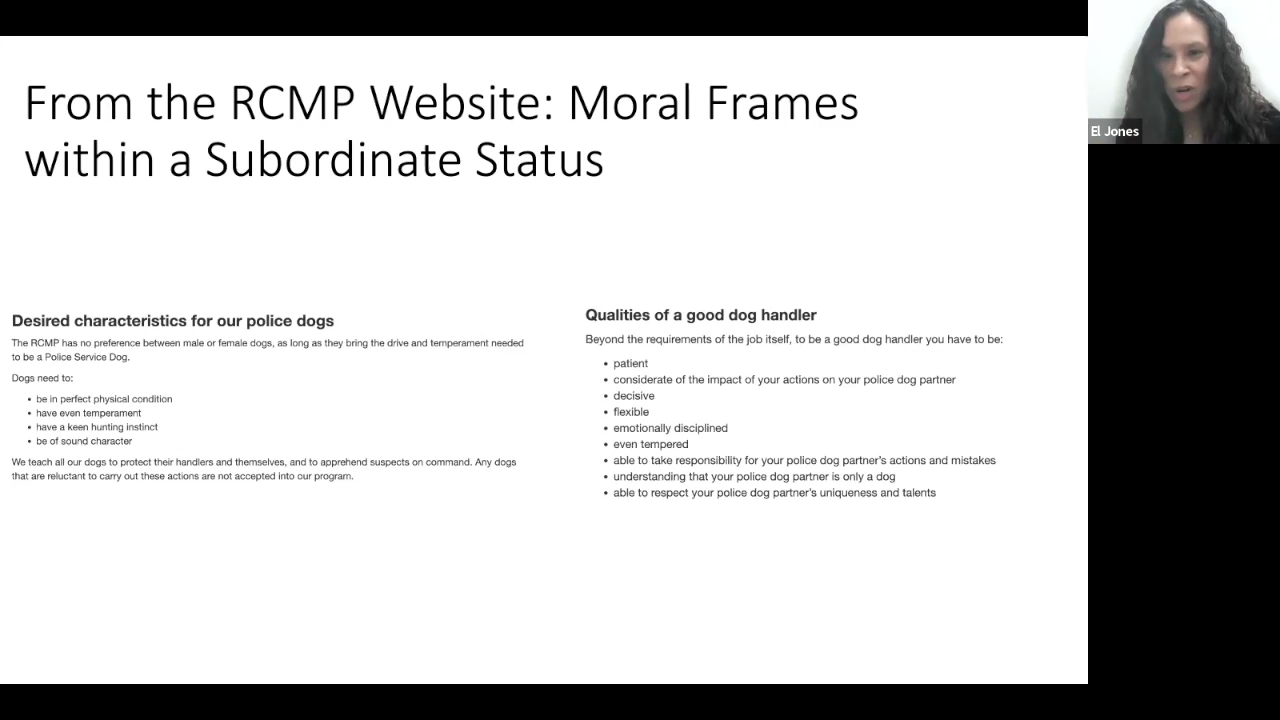 From the RCMP Website: Moral Frames
within a Subordinate Status
Desired characteristics for our police dogs
The RCMP has no preference between male or female dogs, as long as they bring the drive and temperament needed
to be a Police Service Dog.
Dogs need to:
• be in perfect physical condition
• have even temperament
• have a keen hunting instinct
• be of sound character
We teach all our dogs to protect their handlers and themselves, and to apprehend suspects on command. Any dogs
that are reluctant to carry out these actions are not accepted into our program.
Qualities of a good dog handler
Beyond the requirements of the job itself, to be a good dog handler you have to be:
• patient
• considerate of the impact of your actions on your police dog partner
• decisive
• flexible
• emotionally disciplined
• even tempered
• able to take responsibility for your police dog partner's actions and mistakes
• understanding that your police dog partner is only a dog
• able to respect your police dog partner's uniqueness and talents
El Jones